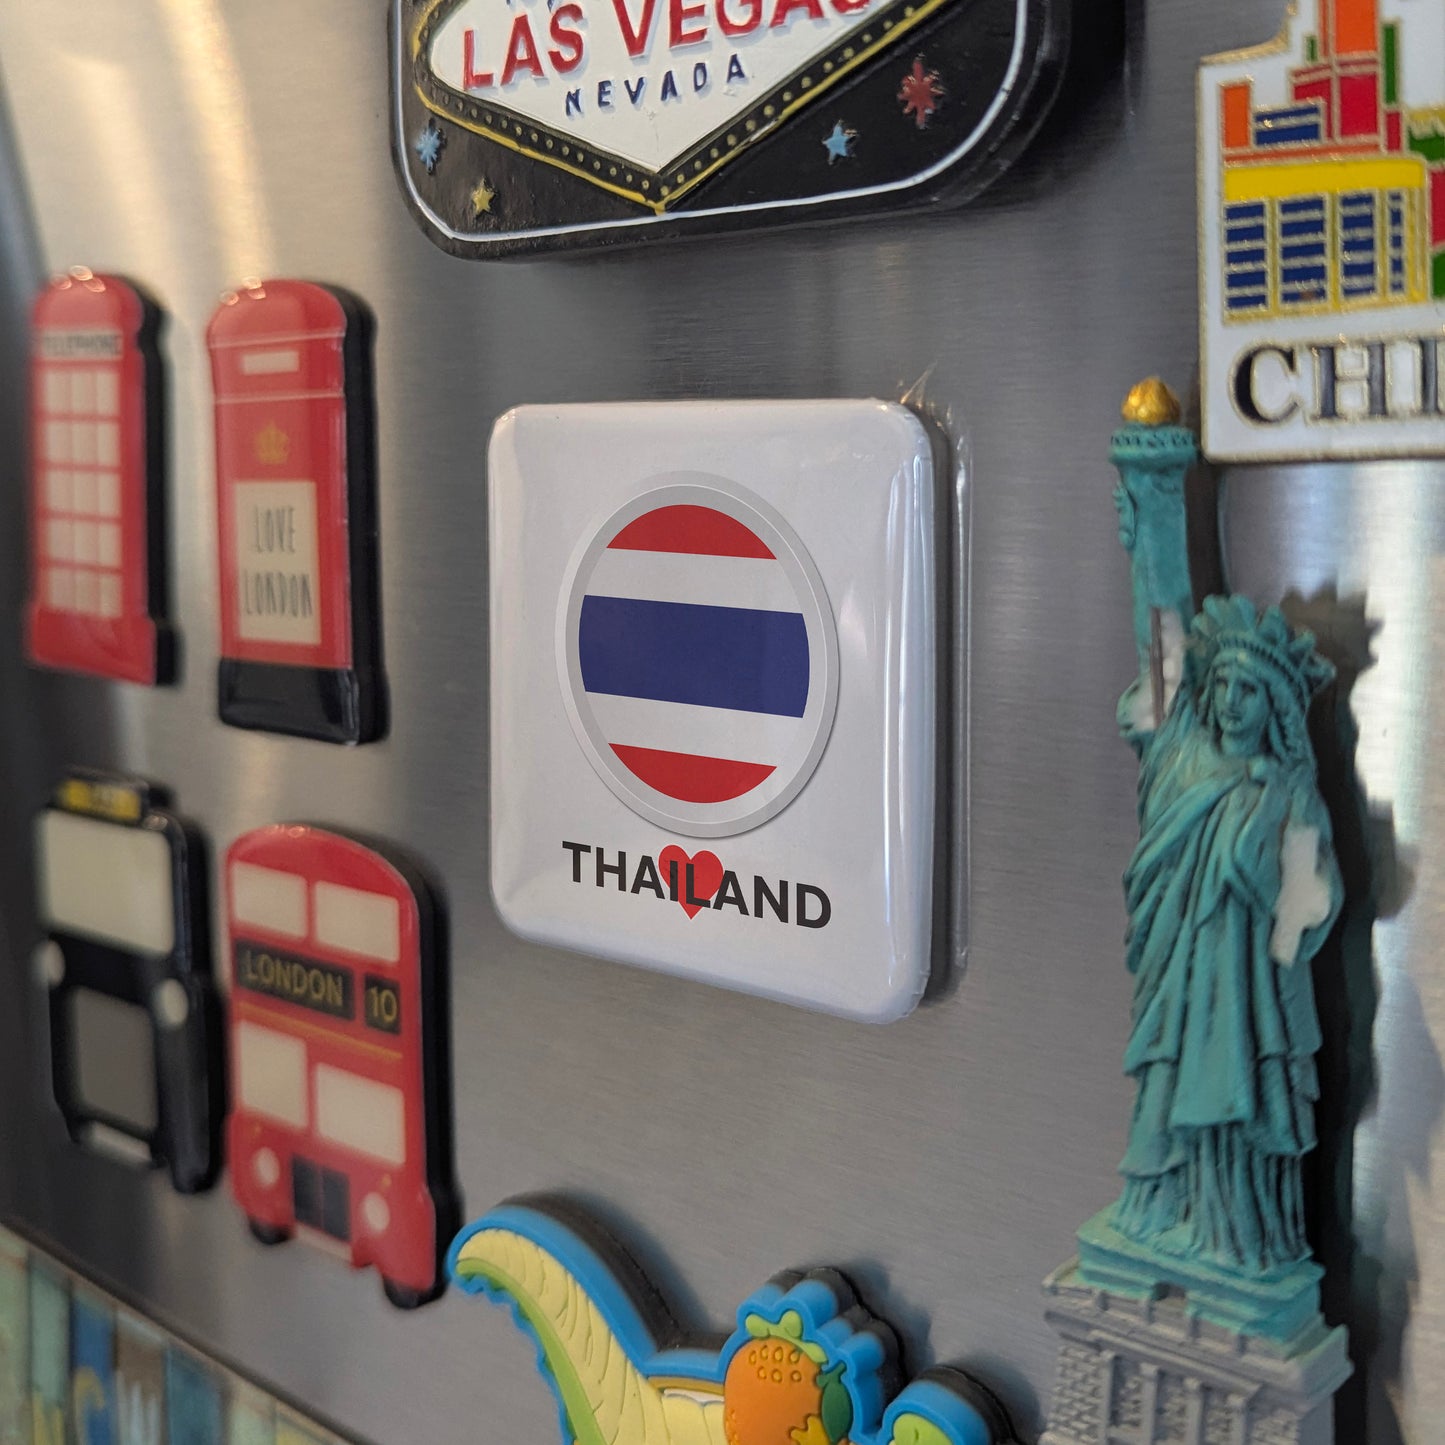 LAS VEGAS
NEVADA
CHI
TELEPHONE
LOVE
LONDON
THAILAND
LONDON 10